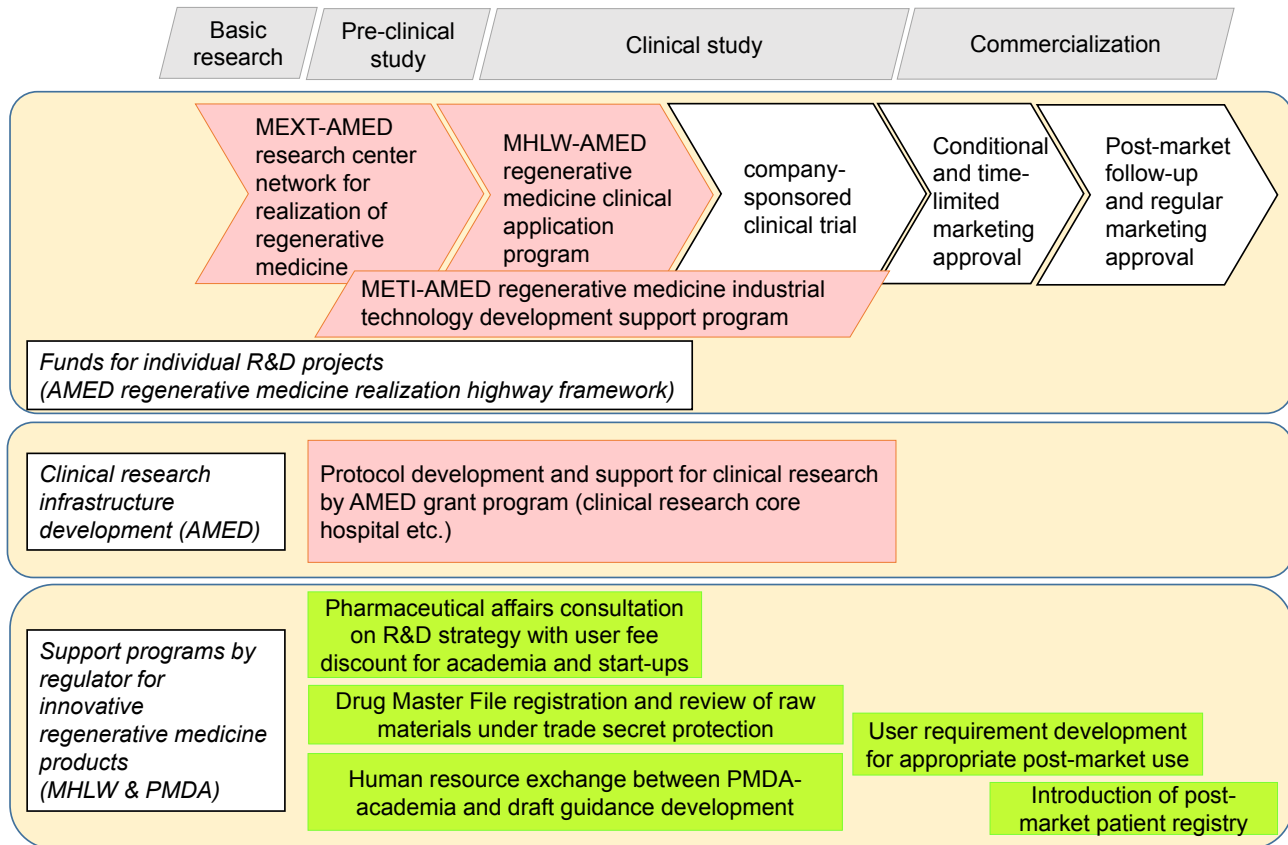 Basic
research
Pre-clinical
study
Clinical study
Commercialization
MEXT-AMED
research center
network for
realization of
regenerative
medicine
MHLW-AMED
regenerative
medicine clinical
application
program
company-
sponsored
clinical trial
Conditional
and time-
limited
marketing
approval
Post-market
follow-up
and regular
marketing
approval
METI-AMED regenerative medicine industrial
technology development support program
Funds for individual R&D projects
(AMED regenerative medicine realization highway framework)
Clinical research
infrastructure
development (AMED)
Protocol development and support for clinical research
by AMED grant program (clinical research core
hospital etc.)
Support programs by
regulator for
innovative
regenerative medicine
products
(MHLW & PMDA)
Pharmaceutical affairs consultation
on R&D strategy with user fee
discount for academia and start-ups
Drug Master File registration and review of raw
materials under trade secret protection
Human resource exchange between PMDA-
academia and draft guidance development
User requirement development
for appropriate post-market use
Introduction of post-
market patient registry